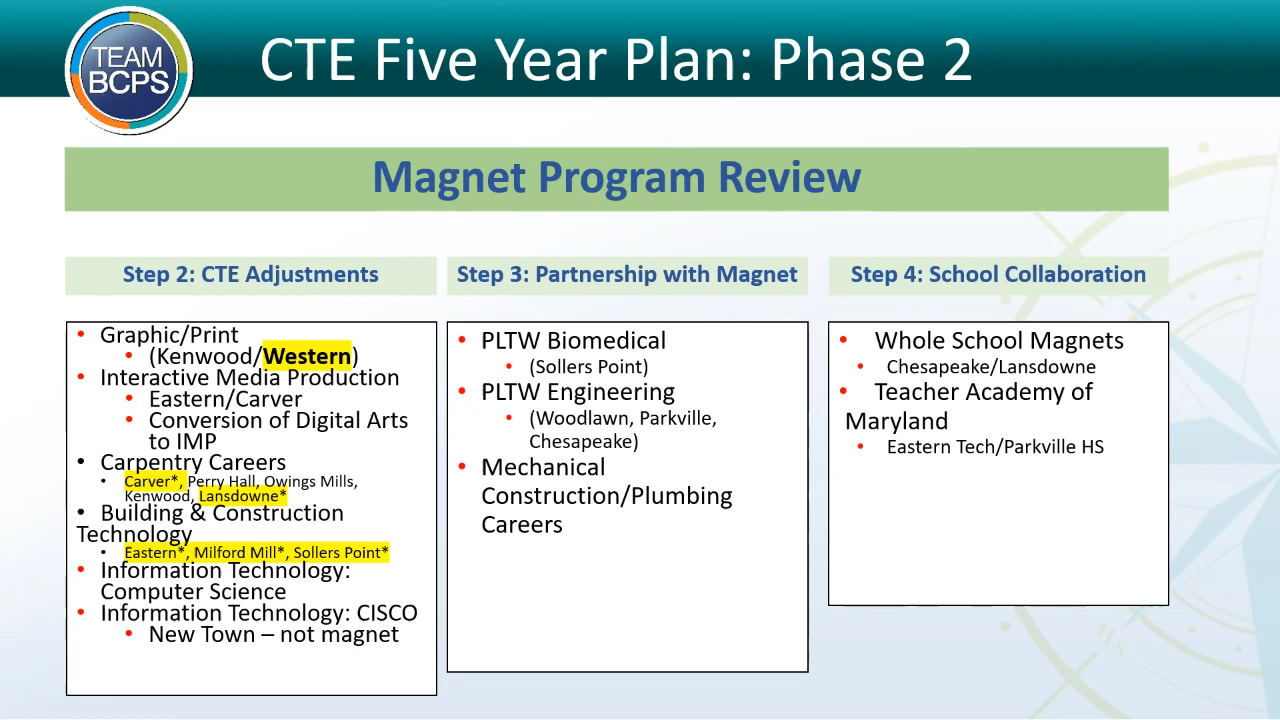 TEAM
BCPS
CTE Five Year Plan: Phase 2
Magnet Program Review
Step 2: CTE Adjustments
• Graphic/Print
• (Kenwood/Western)
• Interactive Media Production
• Eastern/Carver
• Conversion of Digital Arts
to IMP
• Carpentry Careers
• Carver*, Perry Hall, Owings Mills,
Kenwood, Lansdowne*
• Building & Construction
Technology
• Eastern*, Milford Mill*, Sollers Point*
• Information Technology:
Computer Science
• Information Technology: CISCO
• New Town – not magnet
Step 3: Partnership with Magnet
• PLTW Biomedical
• (Sollers Point)
• PLTW Engineering
• (Woodlawn, Parkville,
Chesapeake)
• Mechanical
Construction/Plumbing
Careers
Step 4: School Collaboration
• Whole School Magnets
• Chesapeake/Lansdowne
• Teacher Academy of
Maryland
• Eastern Tech/Parkville HS